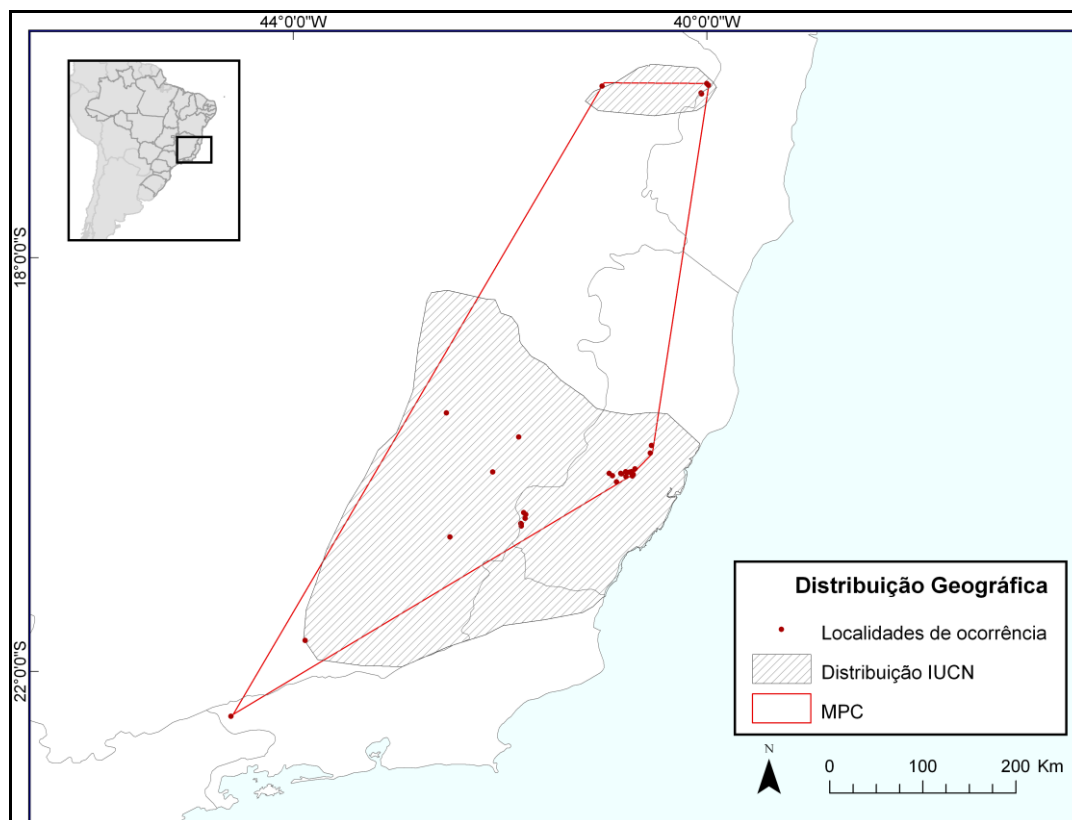 44°0'0"W
40°0'0"W
18°0'0"S
22°0'0"S
Distribuição Geográfica
Localidades de ocorrência
Distribuição IUCN
MPC
N
0 100 200 Km